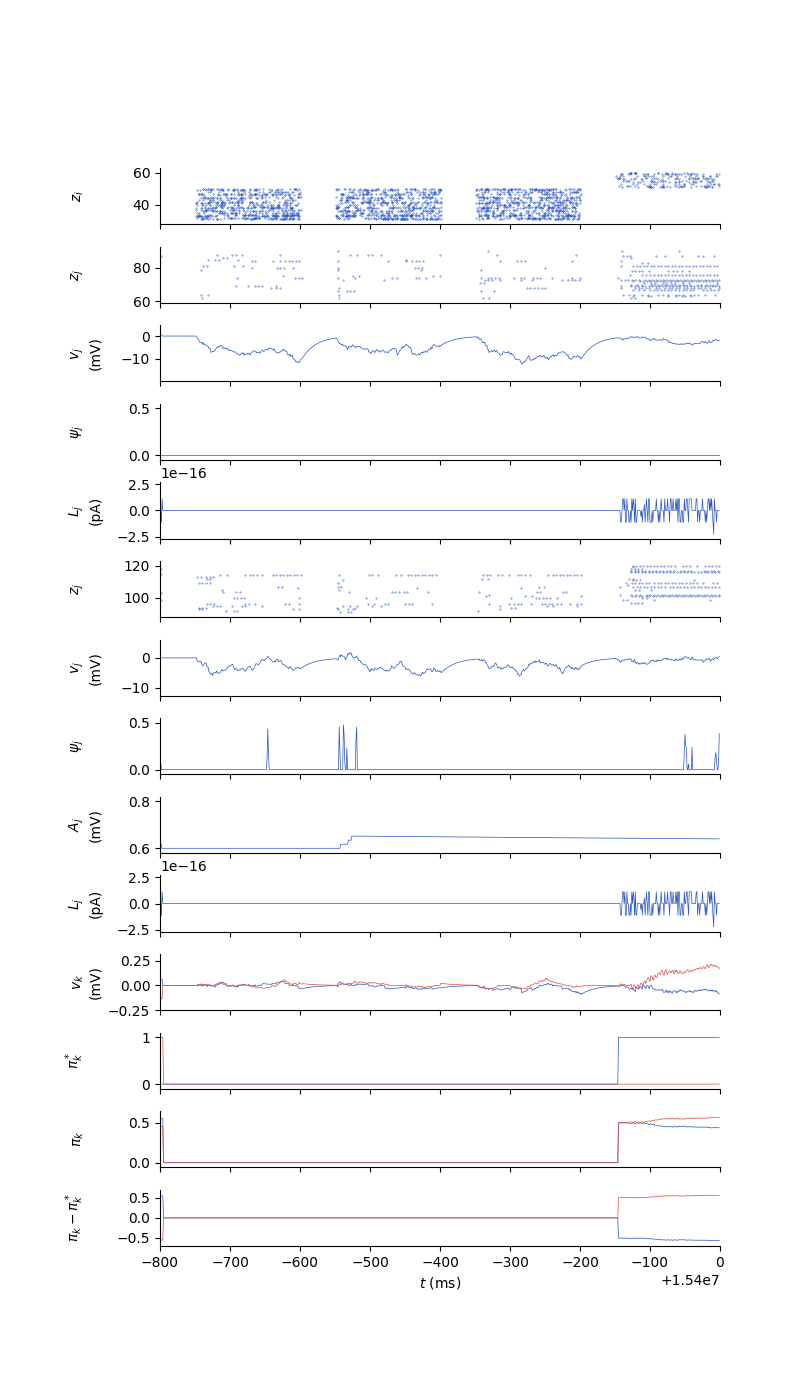 60
40
z_i
80
60
z_j
0
−10
v_j
(mV)
0.5
0.0
ψ_j
1e−16
2.5
0.0
−2.5
L_j
(pA)
120
100
z_j
0
−10
v_j
(mV)
0.5
0.0
ψ_j
0.8
0.6
A_j
(mV)
1e−16
2.5
0.0
−2.5
L_j
(pA)
0.25
0.00
−0.25
v_k
(mV)
1
0
π_k^*
0.5
0.0
π_k
0.5
0.0
−0.5
π_k − π_k^*
−800 −700 −600 −500 −400 −300 −200 −100 0
t (ms)
+1.54e7